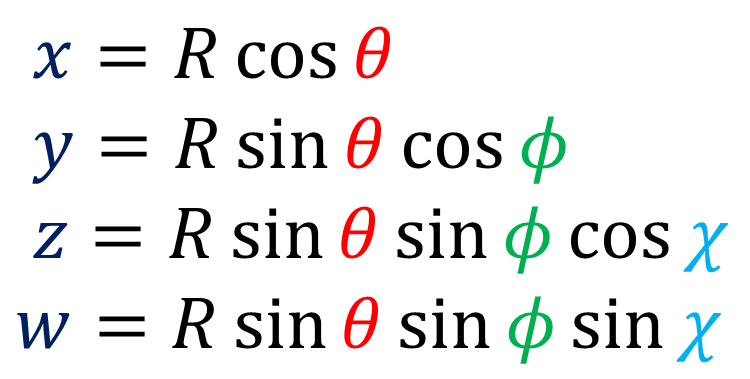 x = R cos θ
y = R sin θ cos ϕ
z = R sin θ sin ϕ cos χ
w = R sin θ sin ϕ sin χ